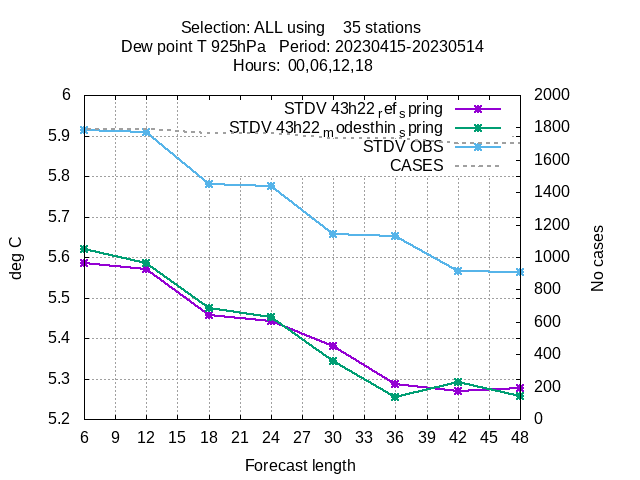 Selection: ALL using    35 stations
Dew point T 925hPa   Period: 20230415-20230514
Hours:  00,06,12,18
STDV 43h22 ref spring
STDV 43h22 modesthin spring
STDV OBS
CASES
6
5.9
5.8
5.7
5.6
5.5
5.4
5.3
5.2
deg C
2000
1800
1600
1400
1200
1000
800
600
400
200
0
No cases
6 9 12 15 18 21 24 27 30 33 36 39 42 45 48
Forecast length